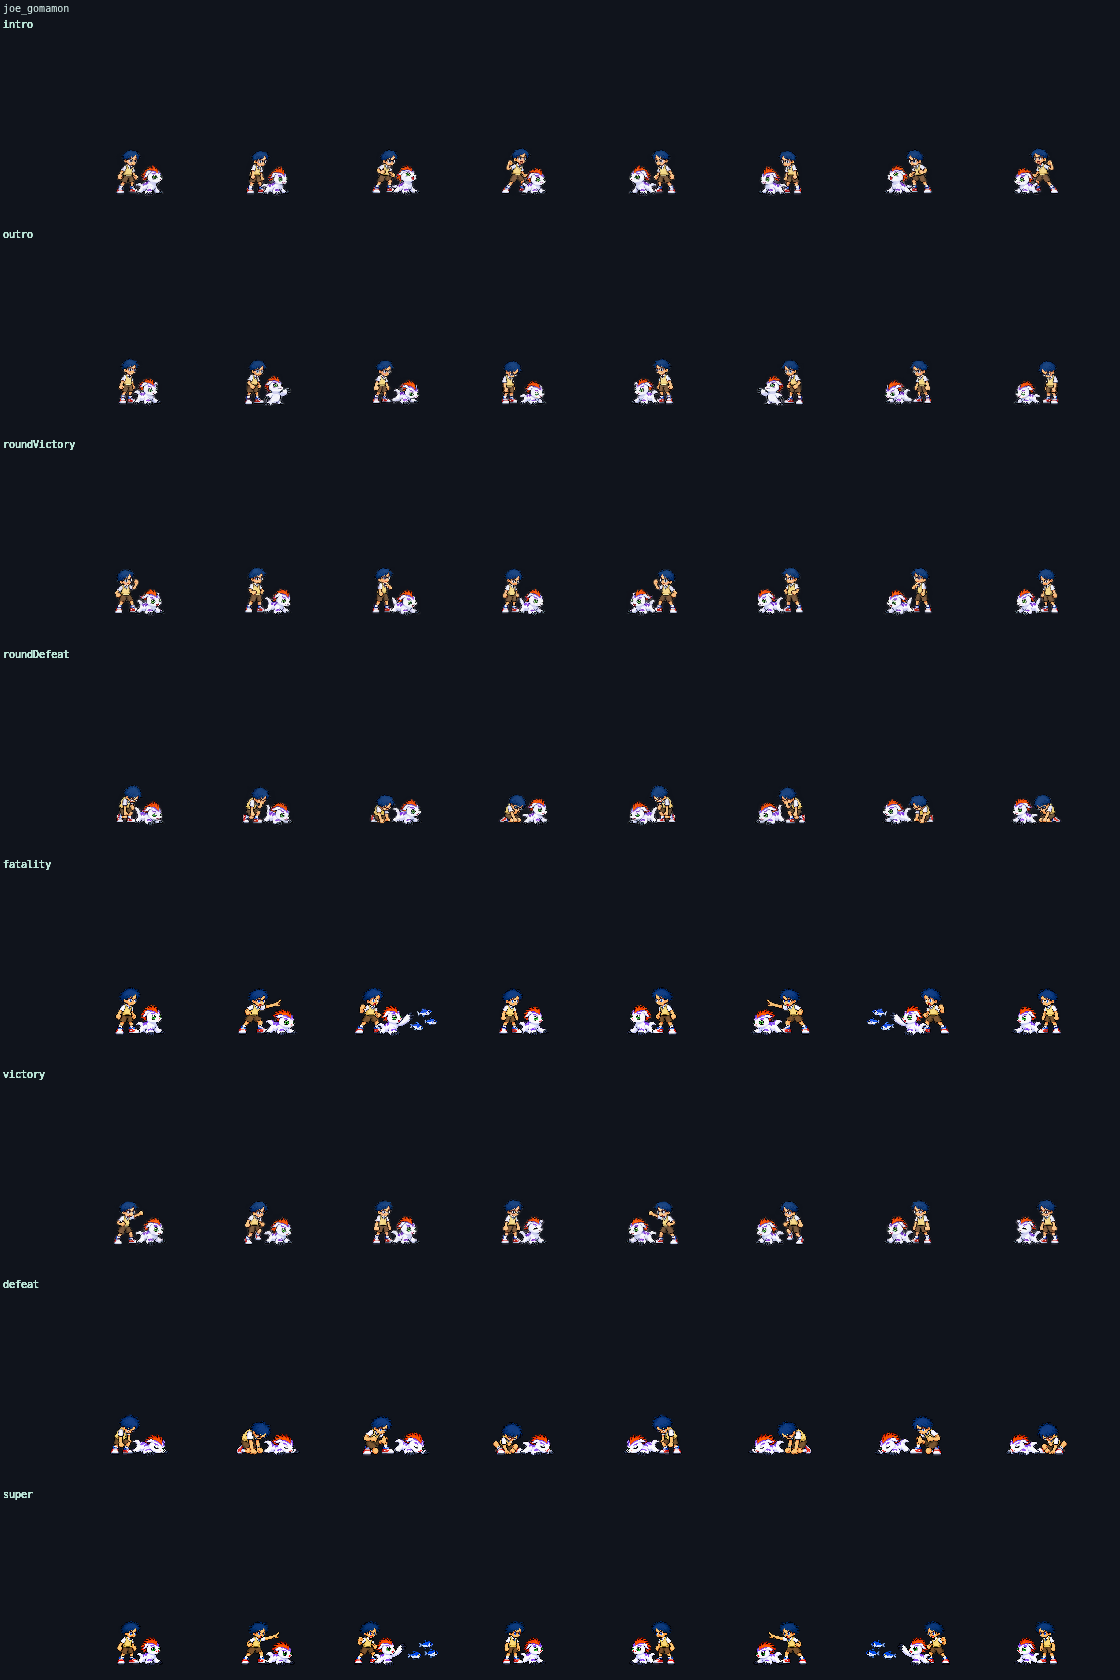 joe_gomamon
intro
outro
roundVictory
roundDefeat
fatality
victory
defeat
super